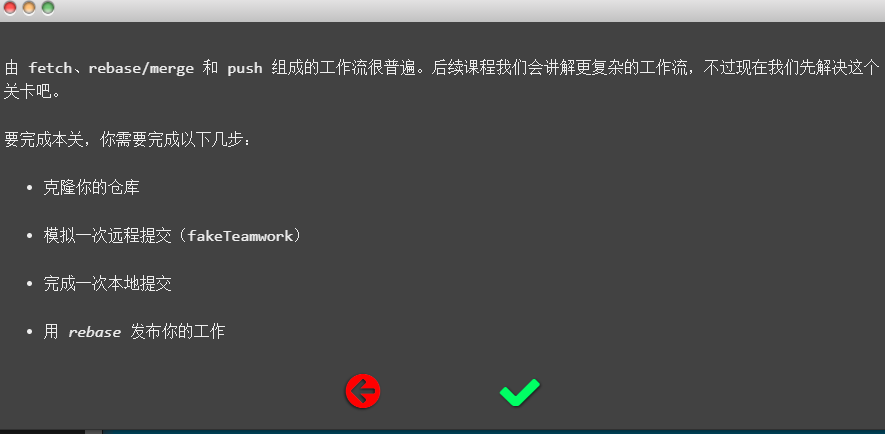 由 fetch、rebase/merge 和 push 组成的工作流很普遍。后续课程我们会讲解更复杂的工作流，不过现在我们先解决这个
关卡吧。
要完成本关，你需要完成以下几步：
• 克隆你的仓库
• 模拟一次远程提交（fakeTeamwork）
• 完成一次本地提交
• 用 rebase 发布你的工作